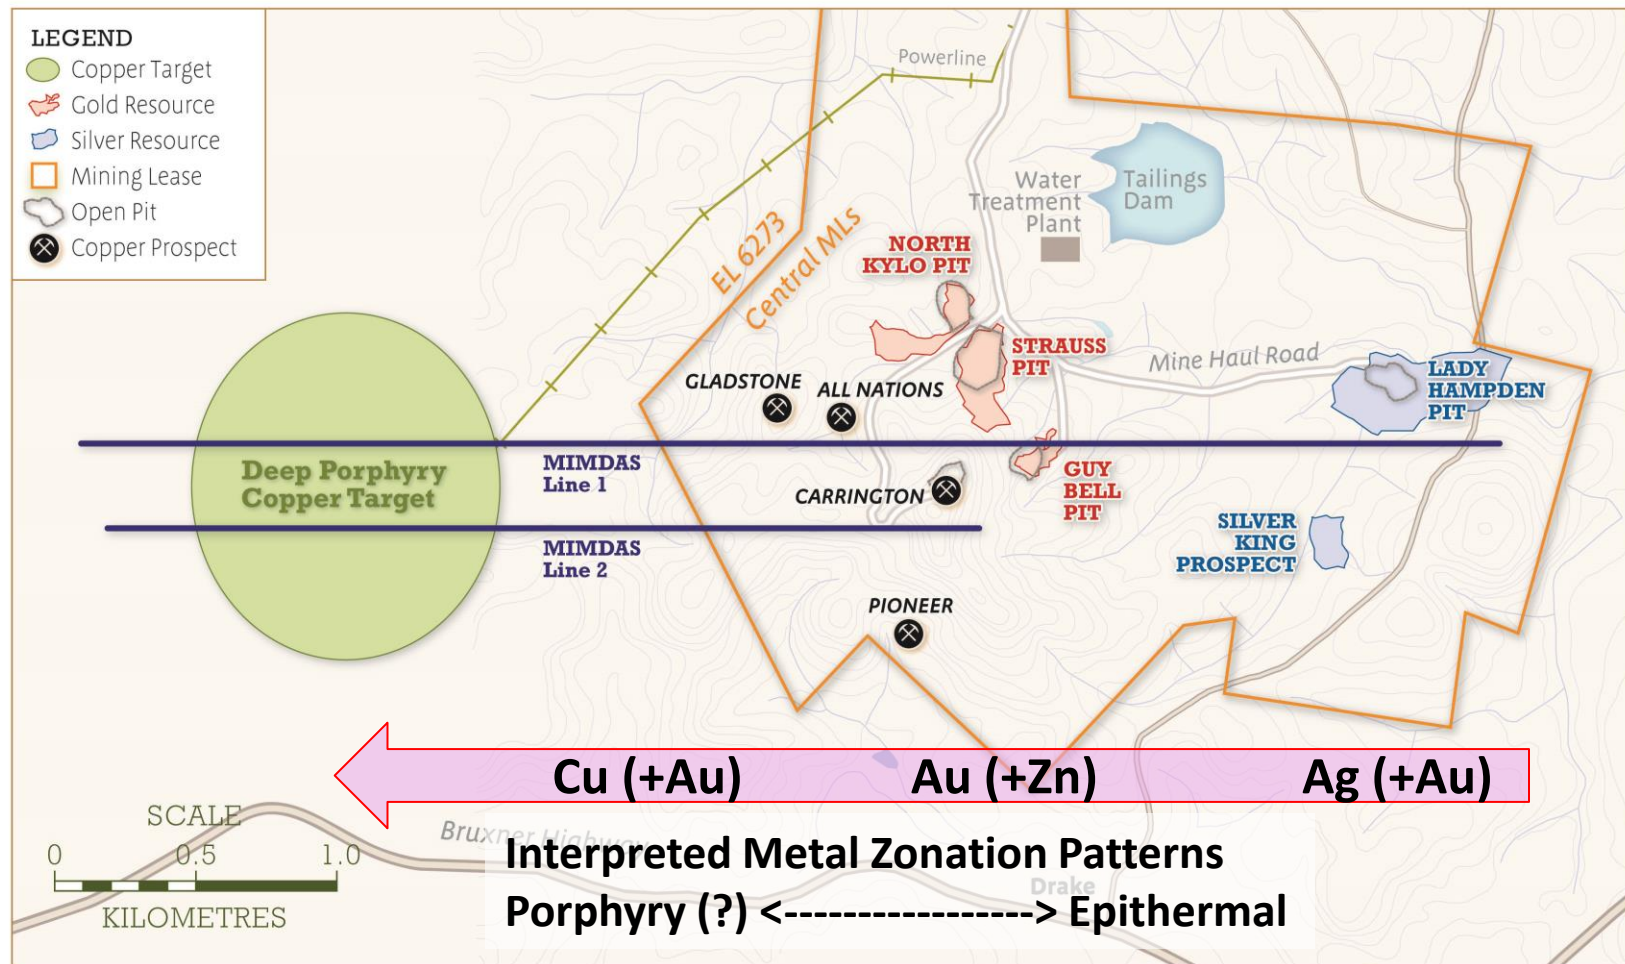 LEGEND
Copper Target
Gold Resource
Silver Resource
Mining Lease
Open Pit
Copper Prospect
Powerline
Water
Treatment
Plant
Tailings
Dam
EL 6273
Central MLs
NORTH
KYLO PIT
STRAUSS
PIT
Mine Haul Road
LADY
HAMPDEN
PIT
GLADSTONE
ALL NATIONS
Deep Porphyry
Copper Target
MIMDAS
Line 1
CARRINGTON
GUY
BELL
PIT
MIMDAS
Line 2
SILVER
KING
PROSPECT
PIONEER
Cu (+Au)
Au (+Zn)
Ag (+Au)
SCALE
0 0.5 1.0
KILOMETRES
Bruxner Highway
Interpreted Metal Zonation Patterns
Drake
Porphyry (?) <-----------------> Epithermal